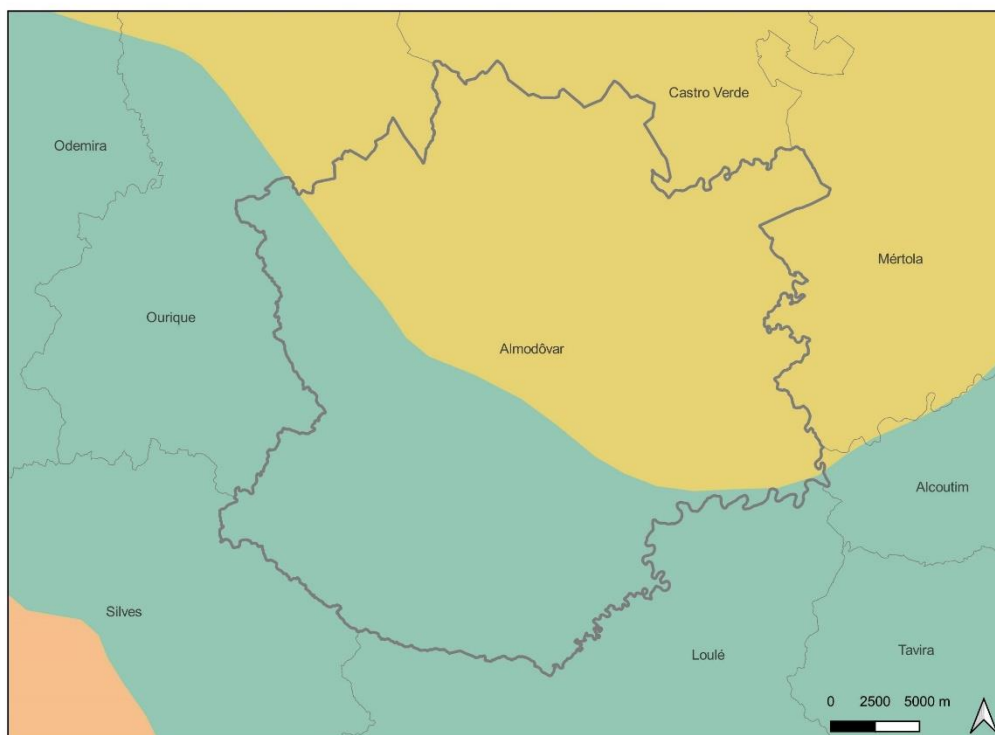 Castro Verde
Odemira
Mértola
Ourique
Almodôvar
Alcoutim
Silves
Loulé
Tavira
0 2500 5000 m